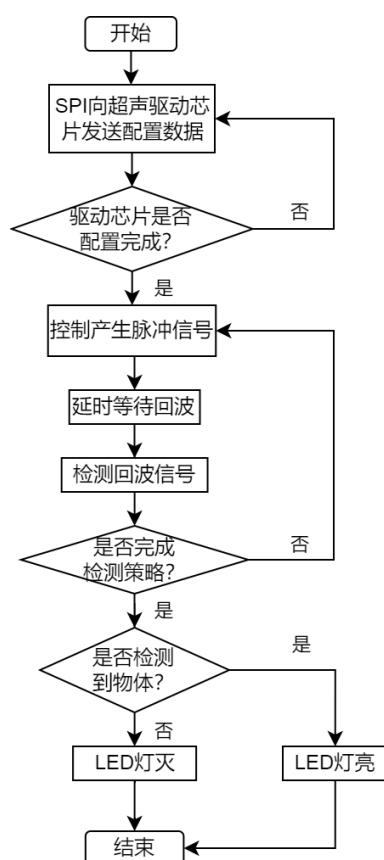 开始
SPI向超声驱动芯
片发送配置数据
驱动芯片是否
配置完成?
否
是
控制产生脉冲信号
延时等待回波
检测回波信号
是否完成
检测策略?
否
是
是否检测
到物体?
是
否
LED灯灭
LED灯亮
结束